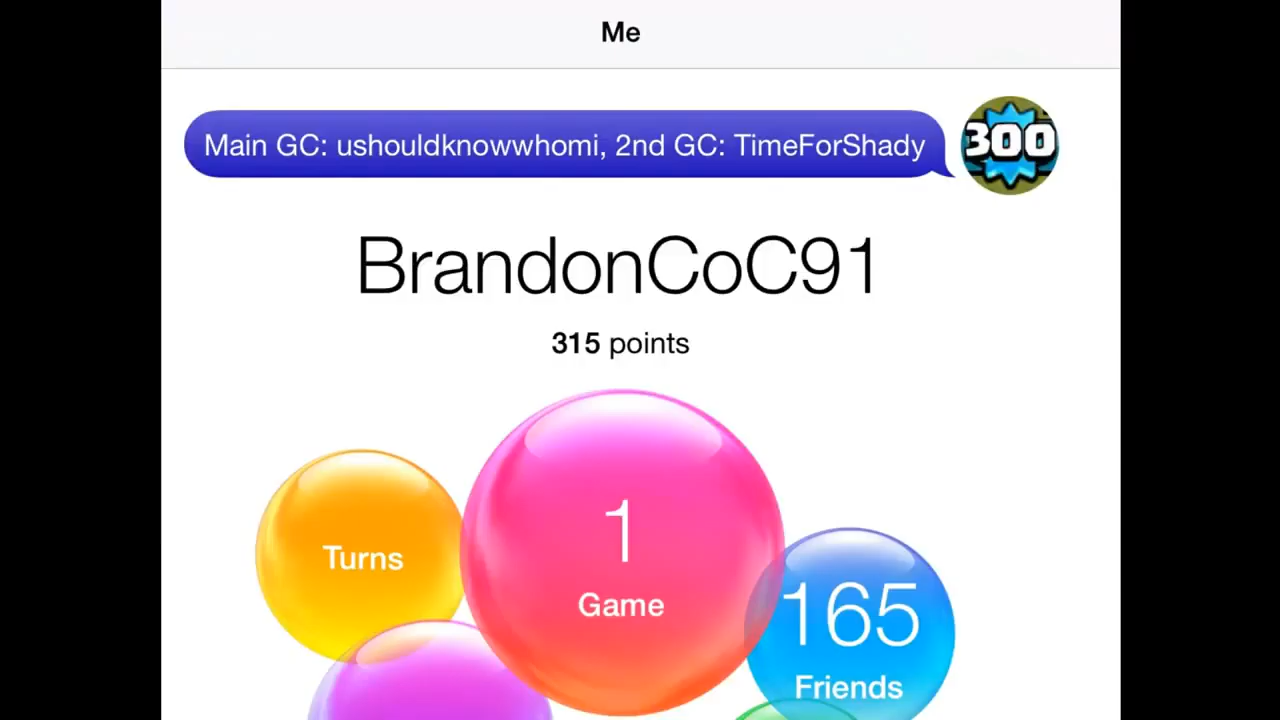 Me
Main GC: ushouldknowwhomi, 2nd GC: TimeForShady
300
BrandonCoC91
315 points
Turns
1
Game
165
Friends